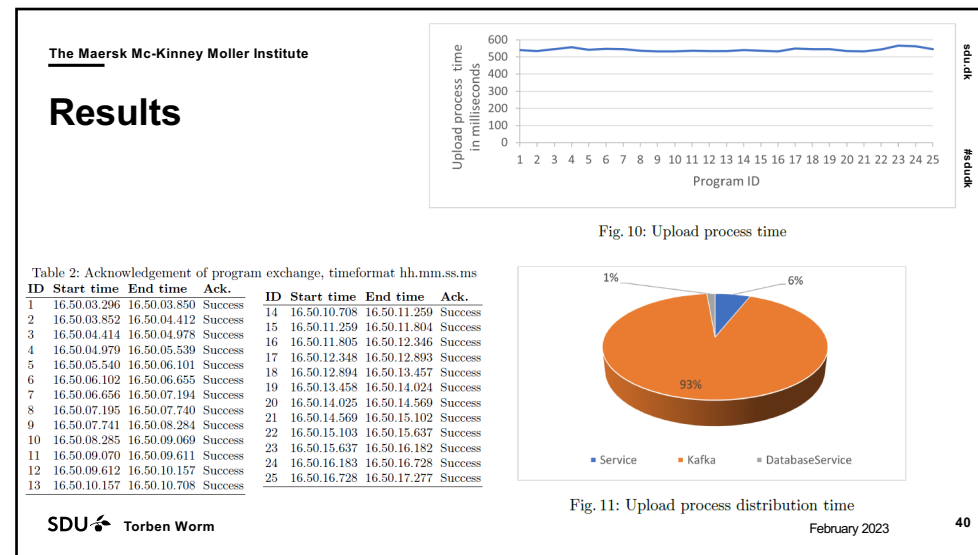 The Maersk Mc-Kinney Moller Institute
Results
sdu.dk
#sdudk
Upload process time
in milliseconds
600
500
400
300
200
100
0
1 2 3 4 5 6 7 8 9 10 11 12 13 14 15 16 17 18 19 20 21 22 23 24 25
Program ID
Fig. 10: Upload process time
Table 2: Acknowledgement of program exchange, timeformat hh.mm.ss.ms
ID Start time End time Ack.
1 16.50.03.296 16.50.03.850 Success
2 16.50.03.852 16.50.04.412 Success
3 16.50.04.414 16.50.04.978 Success
4 16.50.04.979 16.50.05.539 Success
5 16.50.05.540 16.50.06.101 Success
6 16.50.06.102 16.50.06.655 Success
7 16.50.06.656 16.50.07.194 Success
8 16.50.07.195 16.50.07.740 Success
9 16.50.07.741 16.50.08.284 Success
10 16.50.08.285 16.50.09.069 Success
11 16.50.09.070 16.50.09.611 Success
12 16.50.09.612 16.50.10.157 Success
13 16.50.10.157 16.50.10.708 Success
ID Start time End time Ack.
14 16.50.10.708 16.50.11.259 Success
15 16.50.11.259 16.50.11.804 Success
16 16.50.11.805 16.50.12.346 Success
17 16.50.12.348 16.50.12.893 Success
18 16.50.12.894 16.50.13.457 Success
19 16.50.13.458 16.50.14.024 Success
20 16.50.14.025 16.50.14.569 Success
21 16.50.14.569 16.50.15.102 Success
22 16.50.15.103 16.50.15.637 Success
23 16.50.15.637 16.50.16.182 Success
24 16.50.16.183 16.50.16.728 Success
25 16.50.16.728 16.50.17.277 Success
1%
6%
93%
Service Kafka DatabaseService
Fig. 11: Upload process distribution time
SDU Torben Worm
February 2023
40